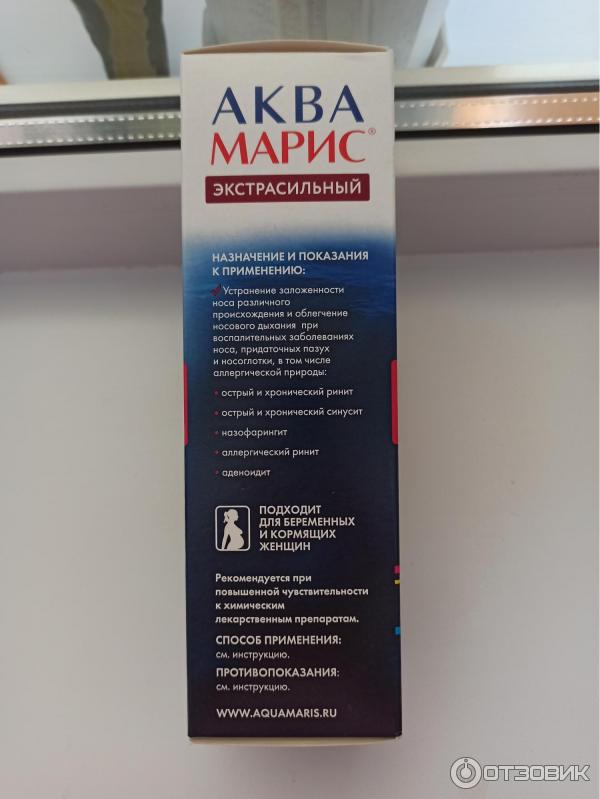 АКВА
МАРИС®
ЭКСТРАСИЛЬНЫЙ
НАЗНАЧЕНИЕ И ПОКАЗАНИЯ
К ПРИМЕНЕНИЮ:
Устранение заложенности
носа различного
происхождения и облегчение
носового дыхания при
воспалительных заболеваниях
носа, придаточных пазух
и носоглотки, в том числе
аллергической природы:
• острый и хронический ринит
• острый и хронический синусит
• назофарингит
• аллергический ринит
• аденоидит
ПОДХОДИТ
ДЛЯ БЕРЕМЕННЫХ
И КОРМЯЩИХ
ЖЕНЩИН
Рекомендуется при
повышенной чувствительности
к химическим
лекарственным препаратам.
СПОСОБ ПРИМЕНЕНИЯ:
см. инструкцию.
ПРОТИВОПОКАЗАНИЯ:
см. инструкцию.
WWW.AQUAMARIS.RU
ОТЗОВИК